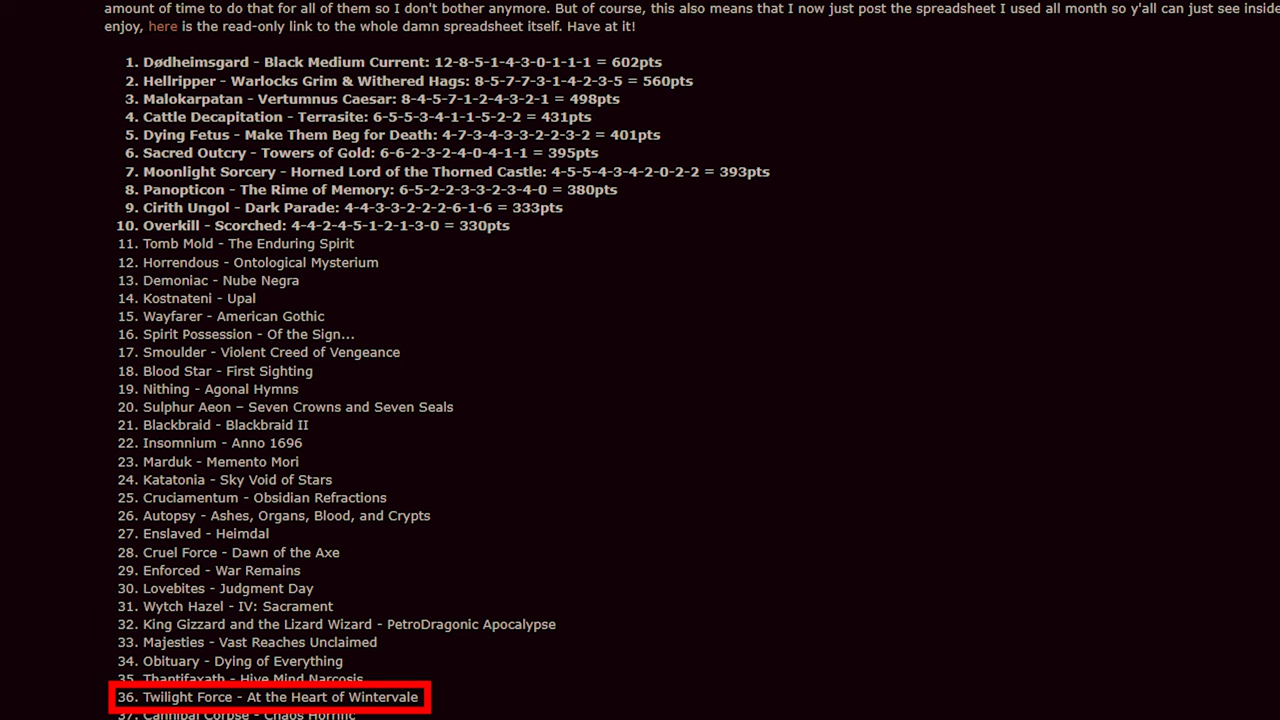 amount of time to do that for all of them so I don't bother anymore. But of course, this also means that I now just post the spreadsheet I used all month so y'all can just see inside
enjoy, here is the read-only link to the whole damn spreadsheet itself. Have at it!
1. Dødheimsgard - Black Medium Current: 12-8-5-1-4-3-0-1-1-1 = 602pts
2. Hellripper - Warlocks Grim & Withered Hags: 8-5-7-7-3-1-4-2-3-5 = 560pts
3. Malokarpatan - Vertumnus Caesar: 8-4-5-7-1-2-4-3-2-1 = 498pts
4. Cattle Decapitation - Terrasite: 6-5-5-3-4-1-1-5-2-2 = 431pts
5. Dying Fetus - Make Them Beg for Death: 4-7-3-4-3-3-2-2-3-2 = 401pts
6. Sacred Outcry - Towers of Gold: 6-6-2-3-2-4-0-4-1-1 = 395pts
7. Moonlight Sorcery - Horned Lord of the Thorned Castle: 4-5-5-4-3-4-2-0-2-2 = 393pts
8. Panopticon - The Rime of Memory: 6-5-2-2-3-3-2-3-4-0 = 380pts
9. Cirith Ungol - Dark Parade: 4-4-3-3-2-2-2-6-1-6 = 333pts
10. Overkill - Scorched: 4-4-2-4-5-1-2-1-3-0 = 330pts
11. Tomb Mold - The Enduring Spirit
12. Horrendous - Ontological Mysterium
13. Demoniac - Nube Negra
14. Kostnateni - Upal
15. Wayfarer - American Gothic
16. Spirit Possession - Of the Sign...
17. Smoulder - Violent Creed of Vengeance
18. Blood Star - First Sighting
19. Nithing - Agonal Hymns
20. Sulphur Aeon – Seven Crowns and Seven Seals
21. Blackbraid - Blackbraid II
22. Insomnium - Anno 1696
23. Marduk - Memento Mori
24. Katatonia - Sky Void of Stars
25. Cruciamentum - Obsidian Refractions
26. Autopsy - Ashes, Organs, Blood, and Crypts
27. Enslaved - Heimdal
28. Cruel Force - Dawn of the Axe
29. Enforced - War Remains
30. Lovebites - Judgment Day
31. Wytch Hazel - IV: Sacrament
32. King Gizzard and the Lizard Wizard - PetroDragonic Apocalypse
33. Majesties - Vast Reaches Unclaimed
34. Obituary - Dying of Everything
35. Thantifaxath - Hive Mind Narcosis
36. Twilight Force - At the Heart of Wintervale
37. Cannibal Corpse - Chaos Horrific